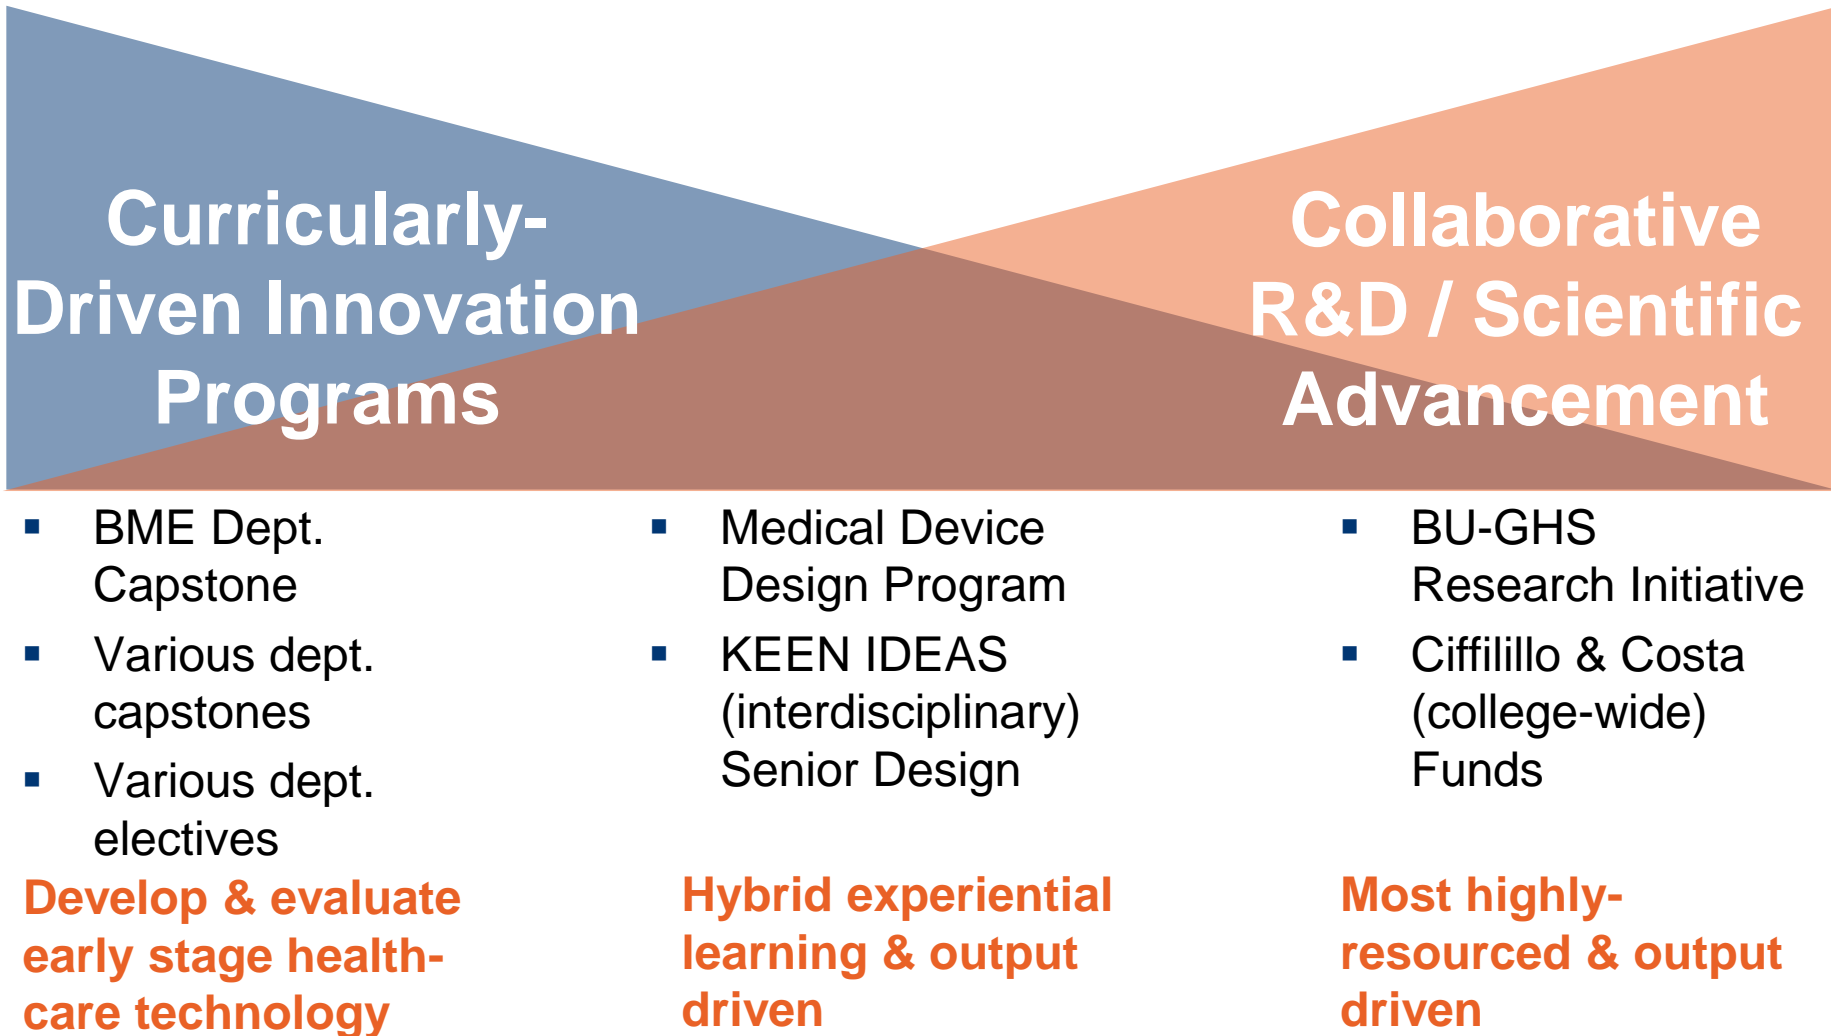 Curricularly-
Driven Innovation
Programs
Collaborative
R&D / Scientific
Advancement
▪ BME Dept.
Capstone
▪ Various dept.
capstones
▪ Various dept.
electives
Develop & evaluate
early stage health-
care technology
▪ Medical Device
Design Program
▪ KEEN IDEAS
(interdisciplinary)
Senior Design
Hybrid experiential
learning & output
driven
▪ BU-GHS
Research Initiative
▪ Ciffilillo & Costa
(college-wide)
Funds
Most highly-
resourced & output
driven